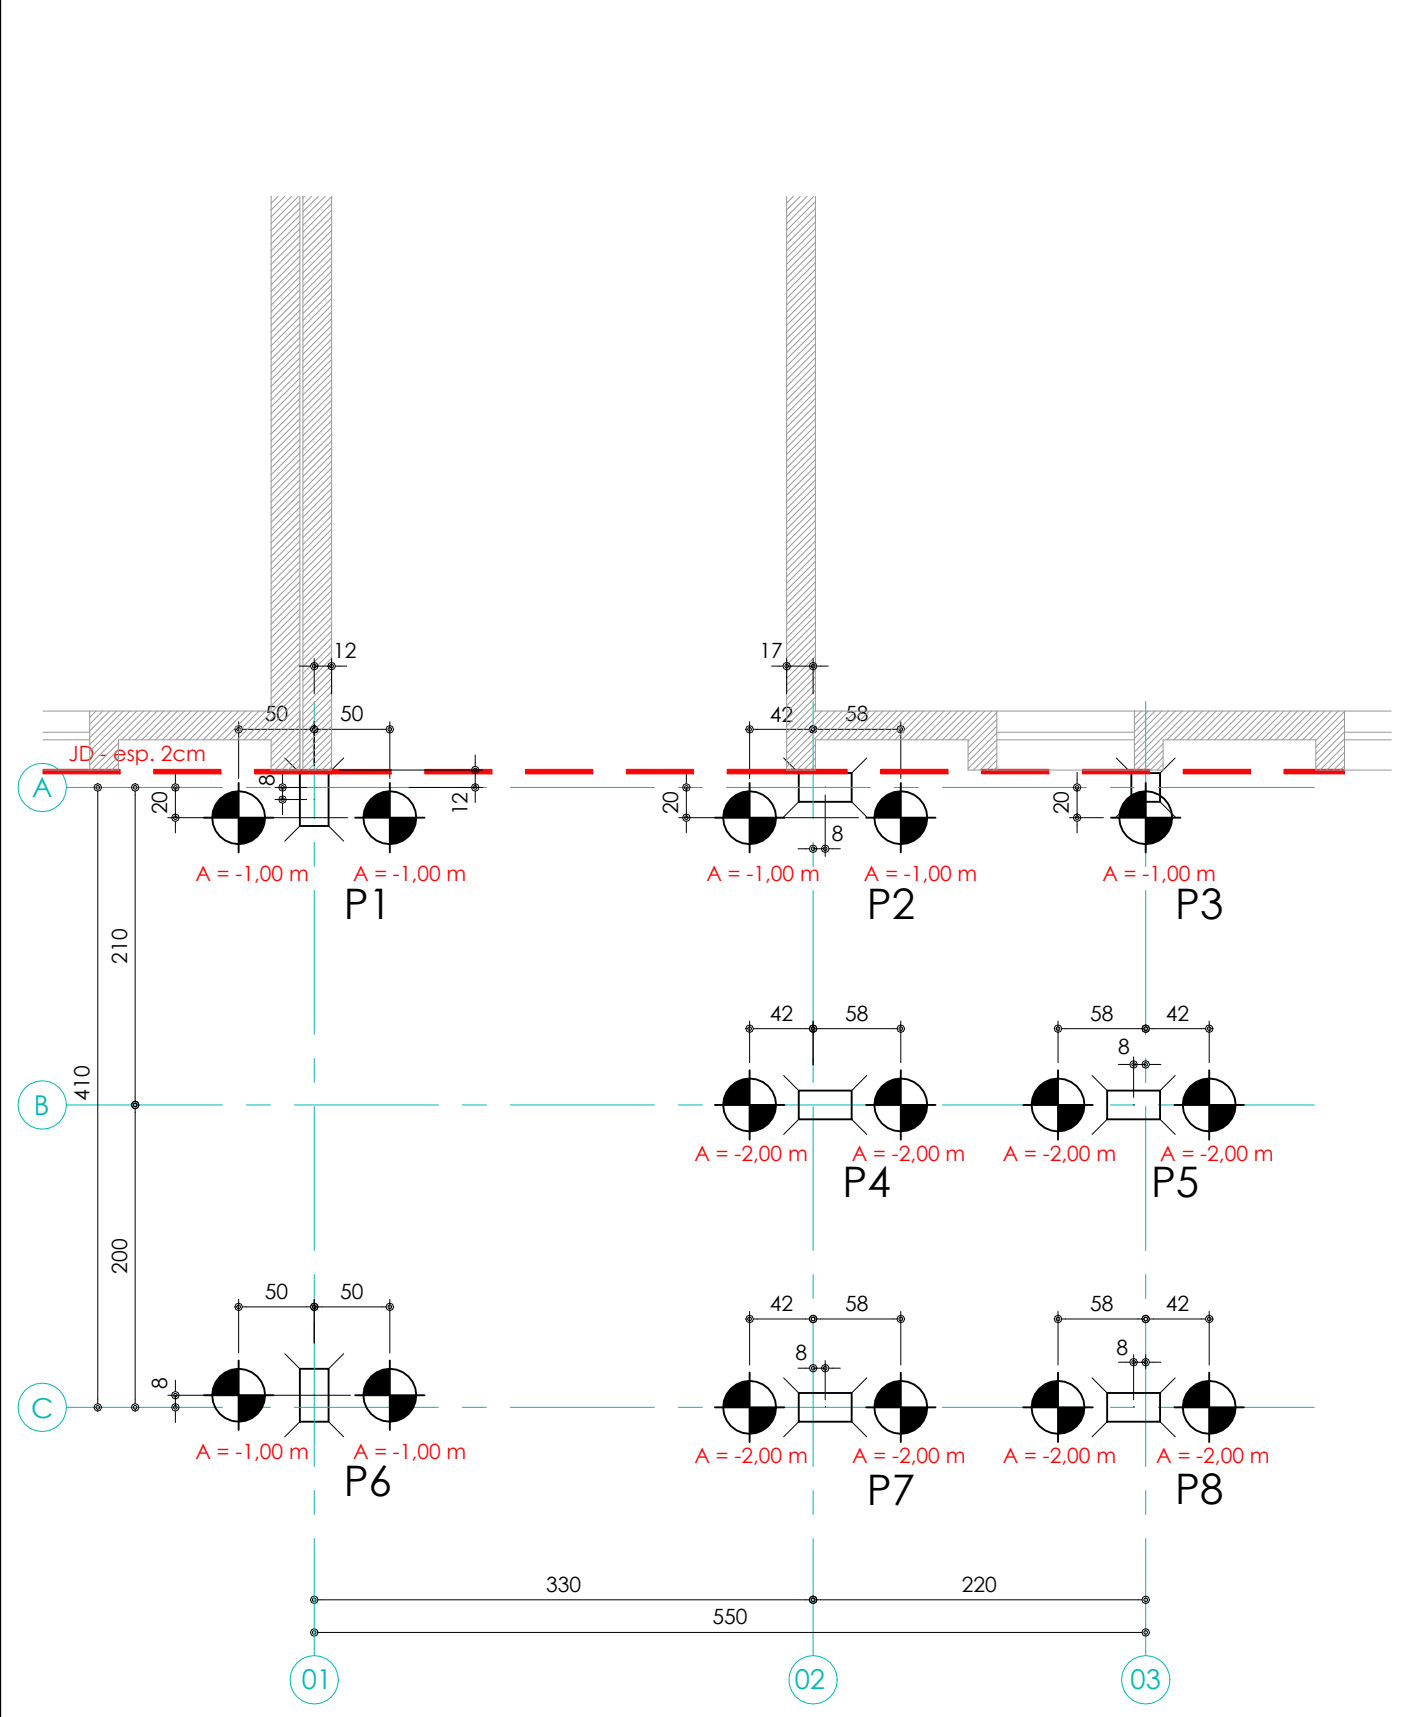 12
17
50
50
42
58
JD - esp. 2cm
A
8
20
12
20
8
20
A = -1,00 m
A = -1,00 m
A = -1,00 m
A = -1,00 m
A = -1,00 m
P1
P2
P3
210
410
42
58
58
42
8
B
A = -2,00 m
A = -2,00 m
A = -2,00 m
A = -2,00 m
P4
P5
200
50
50
42
58
58
42
8
8
8
C
A = -1,00 m
A = -1,00 m
A = -2,00 m
A = -2,00 m
A = -2,00 m
A = -2,00 m
P6
P7
P8
330
220
550
01
02
03